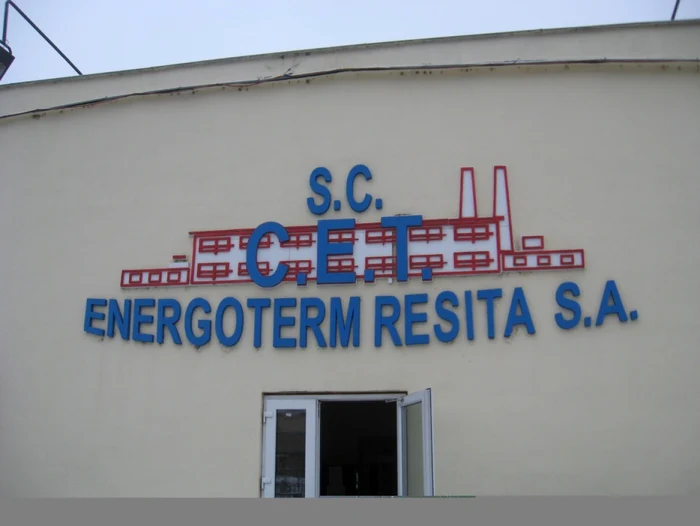 S.C.
C.E.T.
ENERGOTERM RESITA S.A.